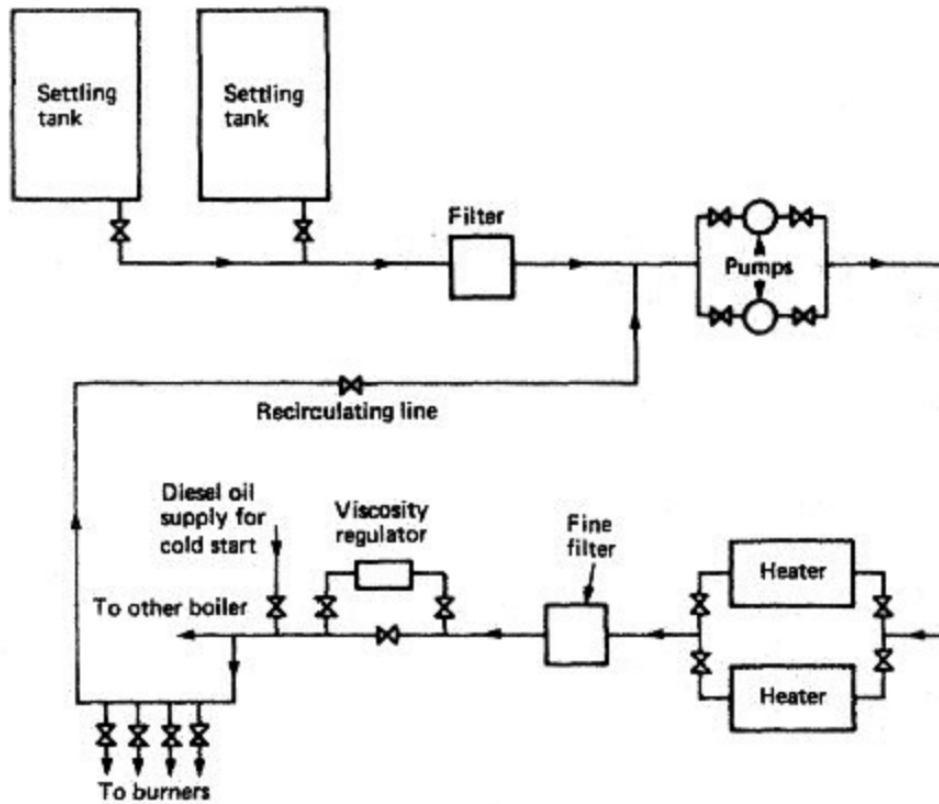 Settling
tank
Settling
tank
Filter
Pumps
Recirculating line
Diesel oil
supply for
cold start
Viscosity
regulator
Fine
filter
Heater
To other boiler
Heater
To burners